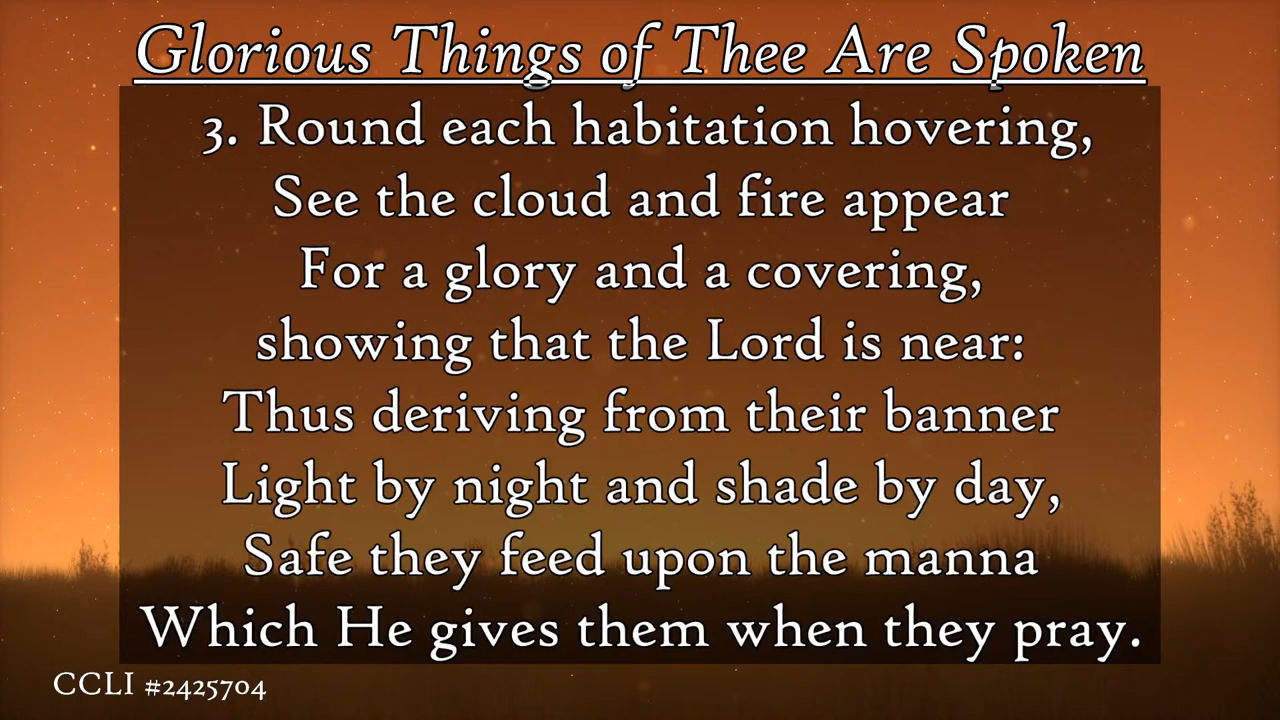 Glorious Things of Thee Are Spoken
3. Round each habitation hovering,
See the cloud and fire appear
For a glory and a covering,
showing that the Lord is near:
Thus deriving from their banner
Light by night and shade by day,
Safe they feed upon the manna
Which He gives them when they pray.
CCLI #2425704